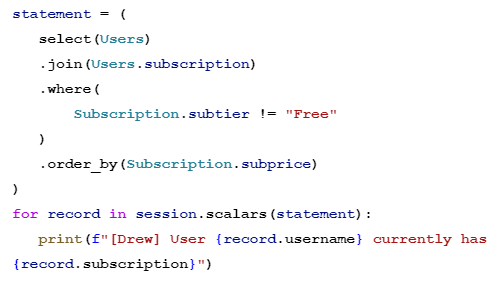 statement = (
   select(Users)
   .join(Users.subscription)
   .where(
       Subscription.subtier != "Free"
   )
   .order_by(Subscription.subprice)
)
for record in session.scalars(statement):
   print(f"[Drew] User {record.username} currently has
{record.subscription}")